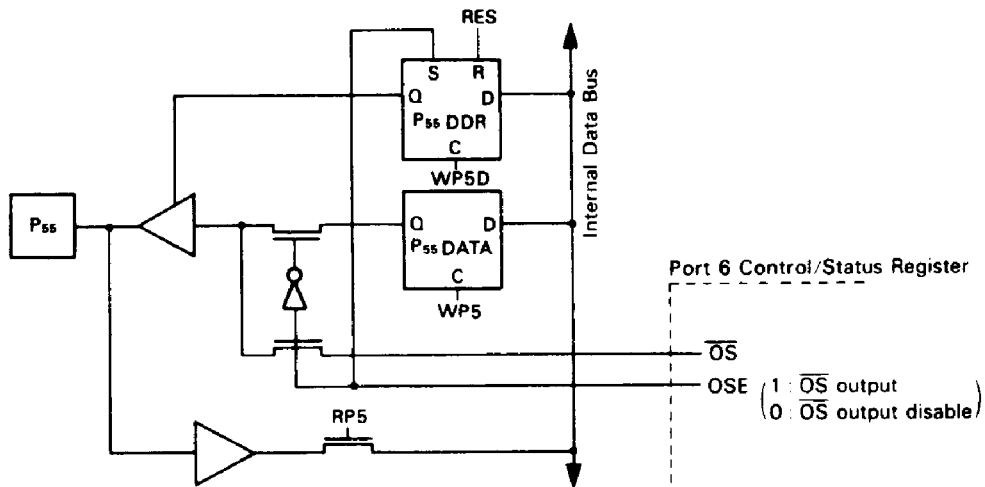 RES
S R
Q D
P55 DDR
C
WP5D
Internal Data Bus
P55
Q D
P55 DATA
C
WP5
Port 6 Control/Status Register
OS
OSE (1 : OS output
0 : OS output disable)
RP5